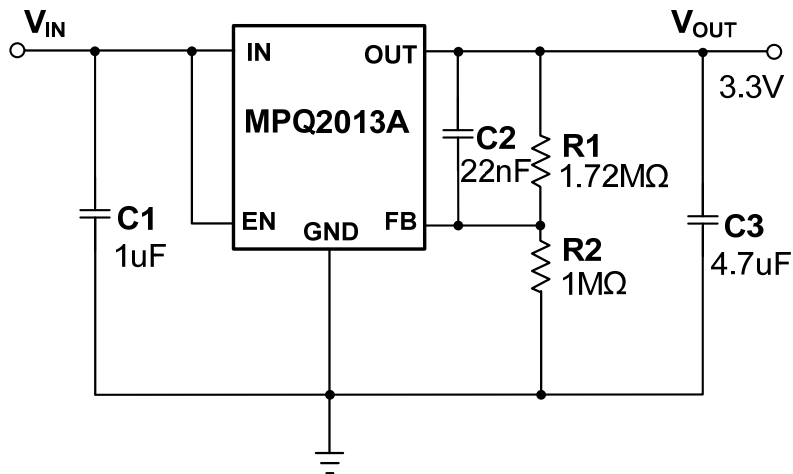 VIN
VOUT
IN
OUT
3.3V
MPQ2013A
C2
22nF
R1
1.72MΩ
C1
1uF
EN
GND
FB
R2
1MΩ
C3
4.7uF